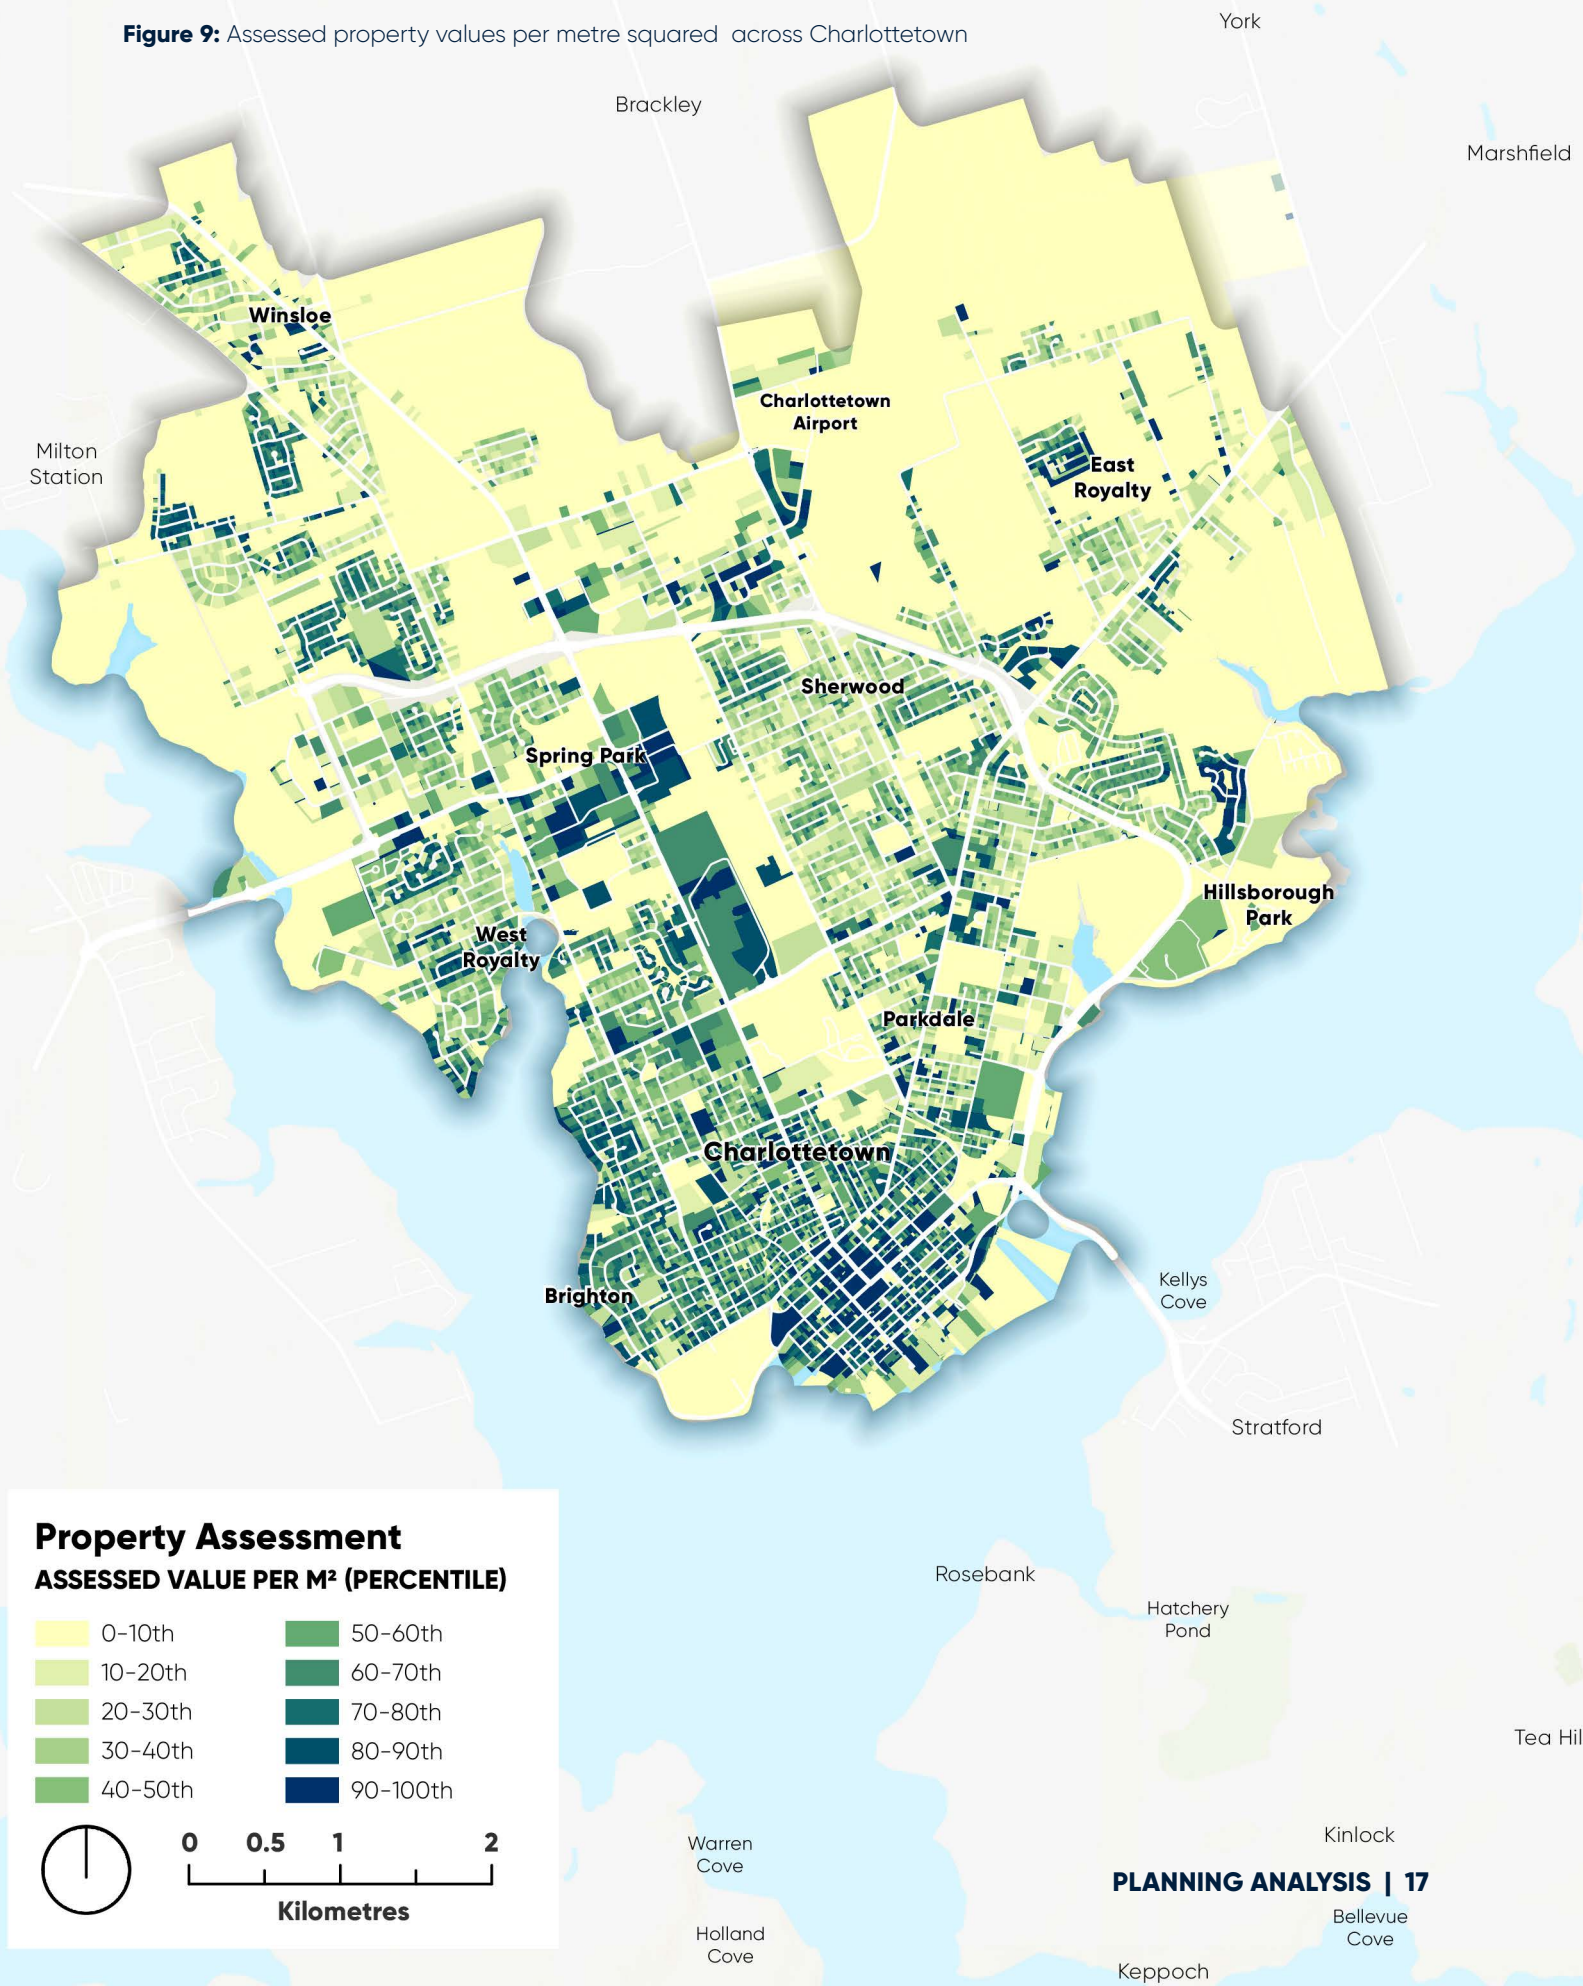 Figure 9: Assessed property values per metre squared across Charlottetown
York
Brackley
Marshfield
Winsloe
Charlottetown
Airport
Milton
Station
East
Royalty
Sherwood
Spring Park
Hillsborough
Park
West
Royalty
Parkdale
Charlottetown
Kellys
Cove
Brighton
Stratford
Property Assessment
ASSESSED VALUE PER M² (PERCENTILE)
0-10th
10-20th
20-30th
30-40th
40-50th
50-60th
60-70th
70-80th
80-90th
90-100th
0 0.5 1 2
Kilometres
Rosebank
Hatchery
Pond
Tea Hil
Warren
Cove
Kinlock
PLANNING ANALYSIS | 17
Bellevue
Cove
Holland
Cove
Keppoch